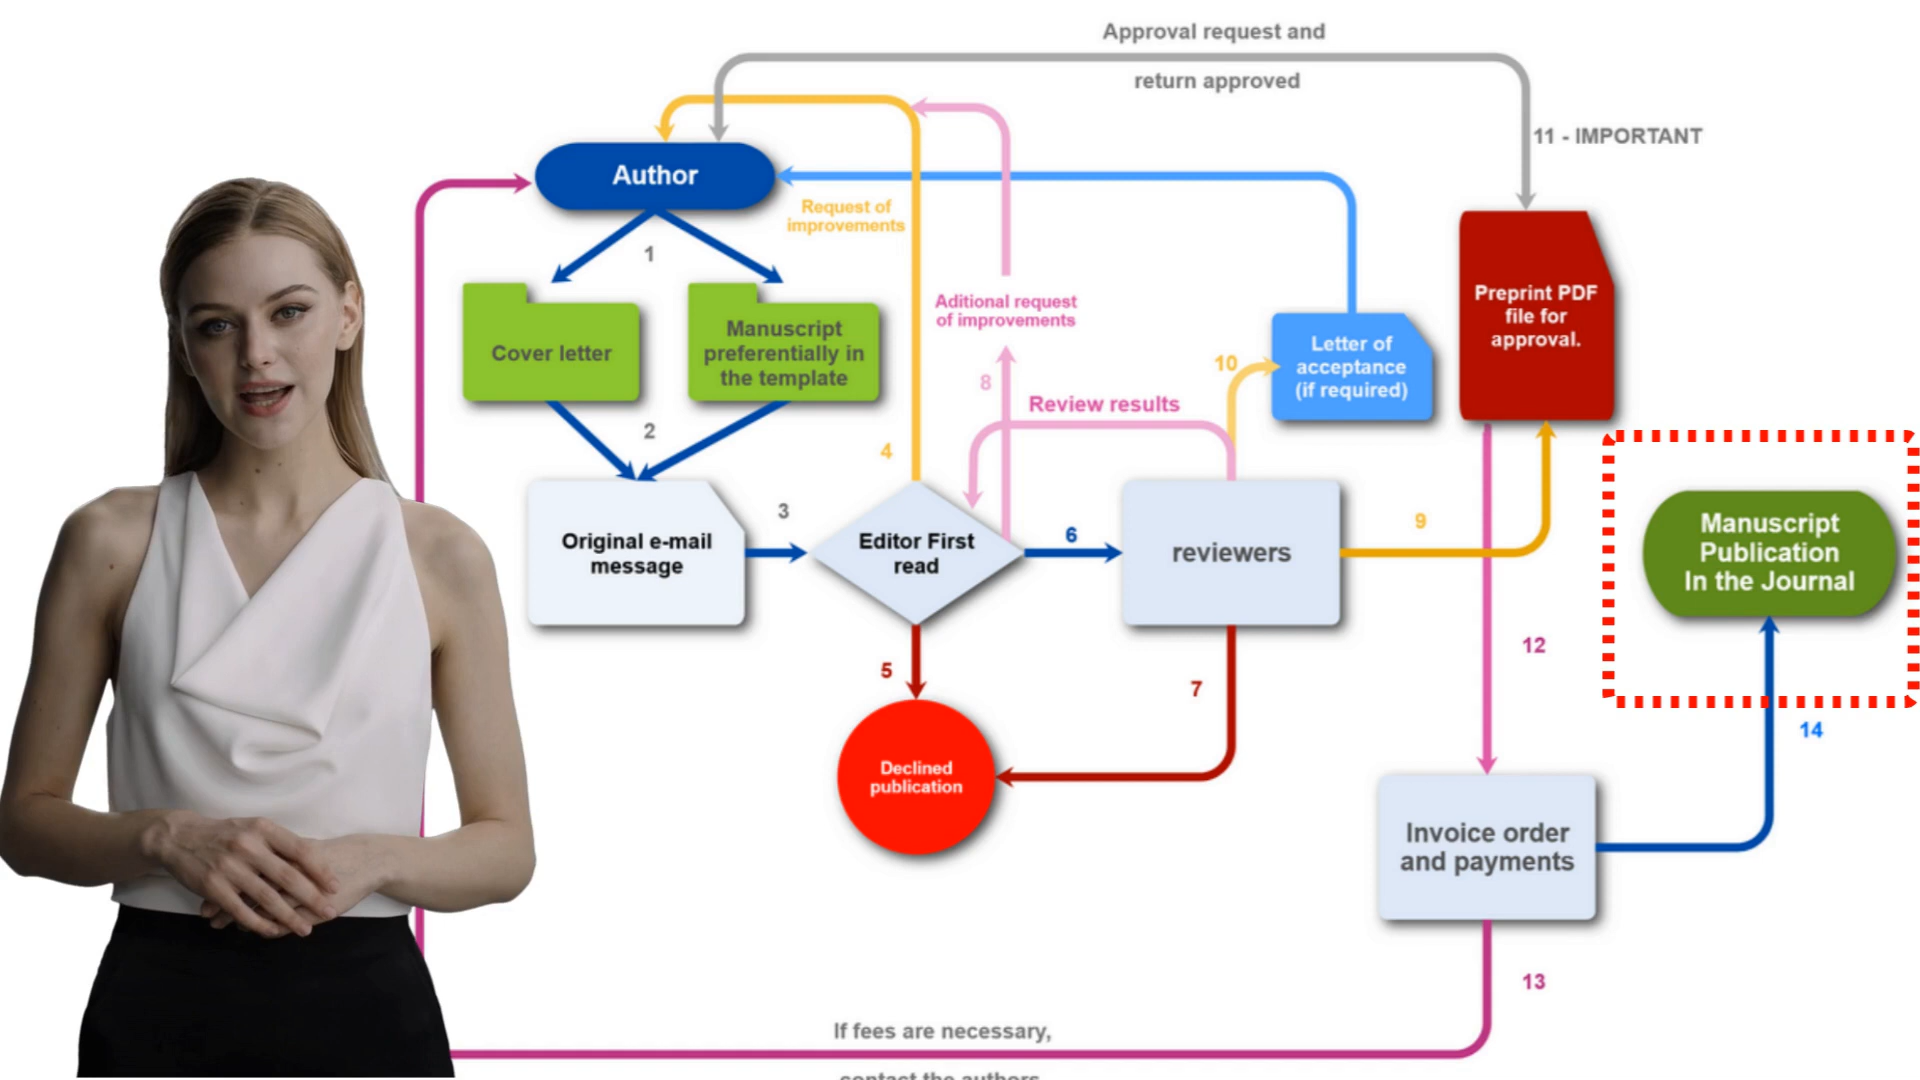 Approval request and
return approved
11 - IMPORTANT
Author
Request of
improvements
1
Cover letter
Manuscript
preferentially in
the template
Aditional request
of improvements
Preprint PDF
file for
approval.
Letter of
acceptance
(if required)
10
8
Review results
2
4
3
Original e-mail
message
Editor First
read
6
reviewers
9
Manuscript
Publication
In the Journal
12
5
7
14
Declined
publication
Invoice order
and payments
13
If fees are necessary,
contact the authors